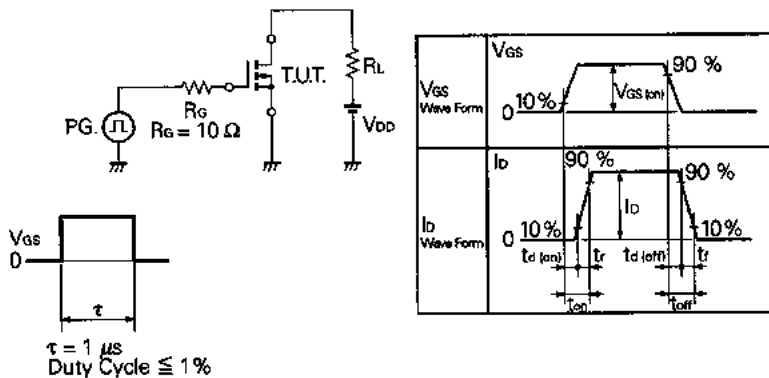 T.U.T.
RL
RG
PG.
RG = 10 Ω
VDD
VGS
0
τ
τ = 1 μs
Duty Cycle ≦ 1%
VGS
Wave Form
VGS
90 %
10%
VGS (on)
0
ID
Wave Form
ID
90 %
90 %
ID
10%
10%
0
td (on)
tr
td (off)
tf
ton
toff